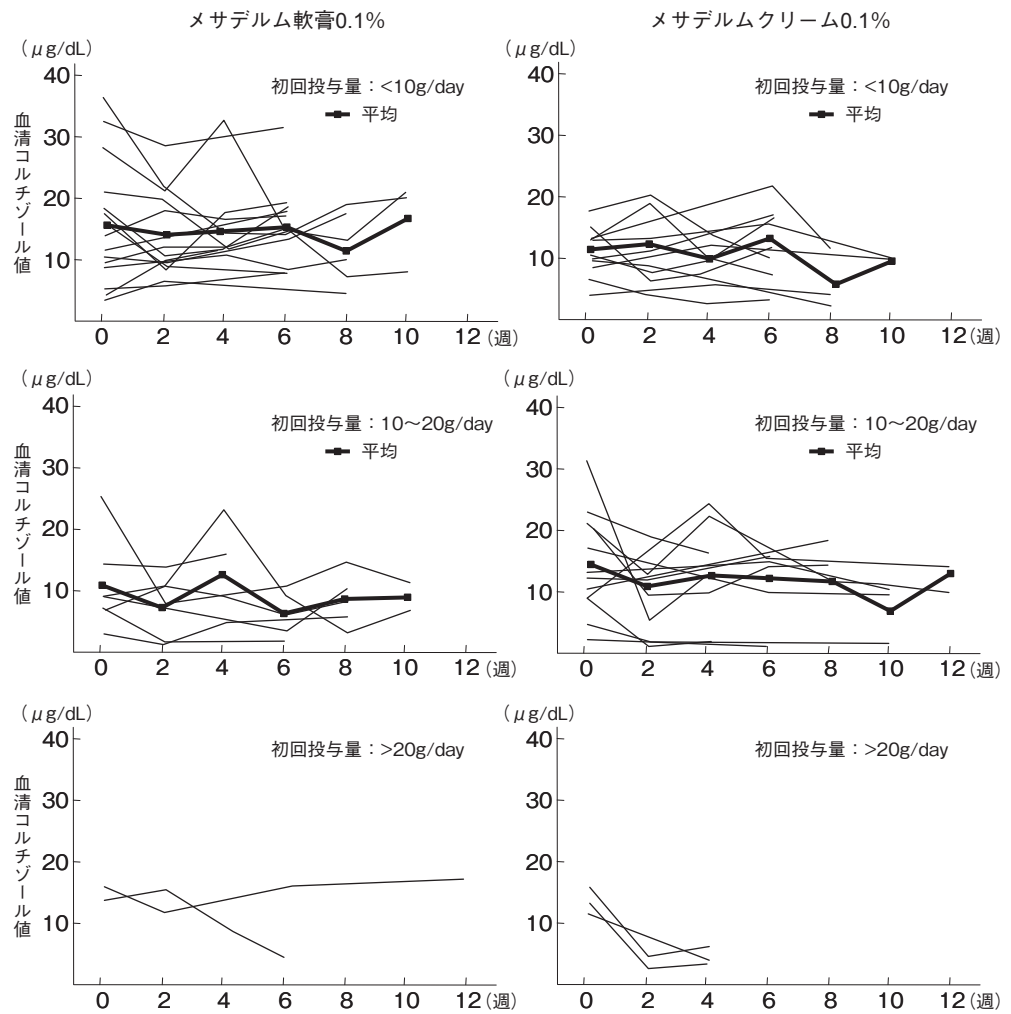 メサデルム軟膏0.1%
(μg/dL)
血清コルチゾール値
40
30
20
10
初回投与量：<10g/day
平均
0 2 4 6 8 10 12(週)
メサデルムクリーム0.1%
(μg/dL)
40
30
20
10
初回投与量：<10g/day
平均
0 2 4 6 8 10 12(週)
(μg/dL)
血清コルチゾール値
40
30
20
10
初回投与量：10〜20g/day
平均
0 2 4 6 8 10 12(週)
(μg/dL)
40
30
20
10
初回投与量：10〜20g/day
平均
0 2 4 6 8 10 12(週)
(μg/dL)
血清コルチゾール値
40
30
20
10
初回投与量：>20g/day
0 2 4 6 8 10 12(週)
(μg/dL)
40
30
20
10
初回投与量：>20g/day
0 2 4 6 8 10 12(週)